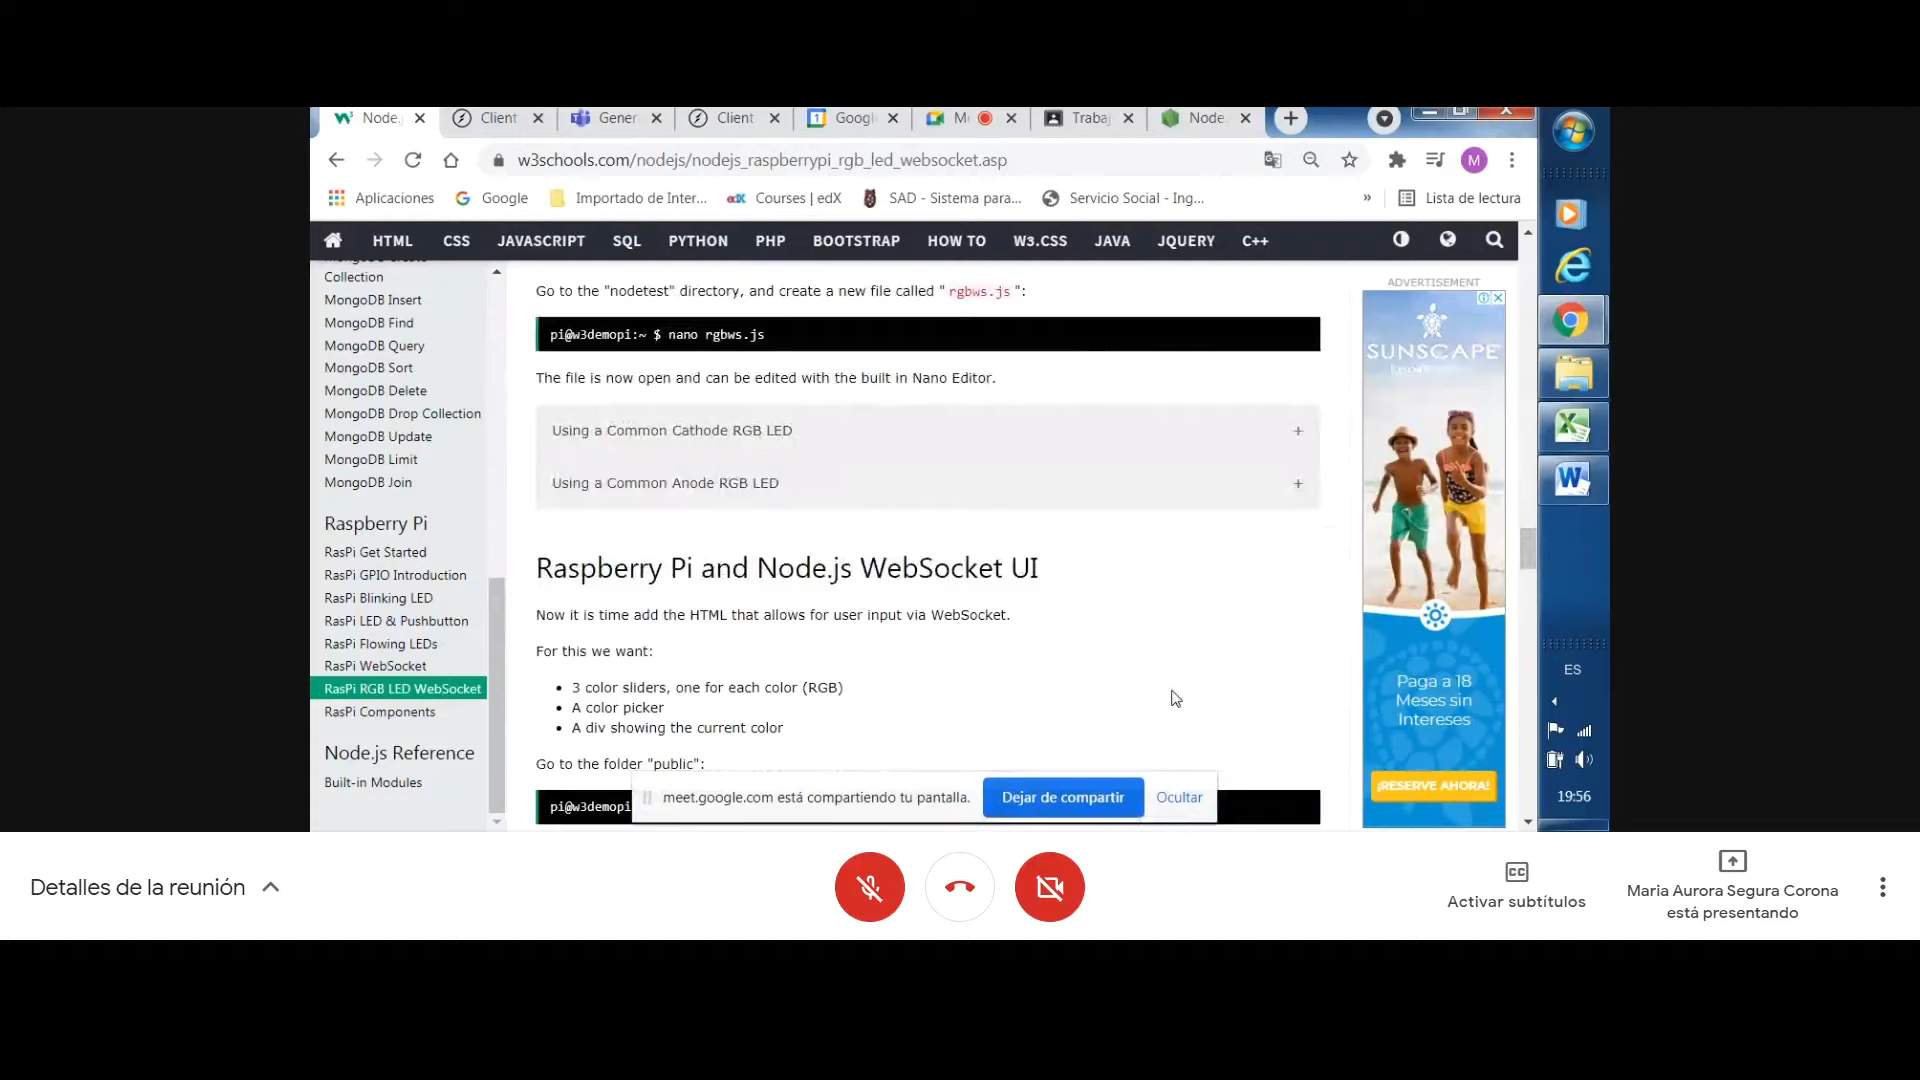 Node.
Client
Gener
Client
Googl
M
Traba
Node.
w3schools.com/nodejs/nodejs_raspberrypi_rgb_led_websocket.asp
M
Aplicaciones
Google
Importado de Inter...
edX
Courses | edX
SAD - Sistema para...
Servicio Social - Ing...
»
Lista de lectura
HTML CSS JAVASCRIPT SQL PYTHON PHP BOOTSTRAP HOW TO W3.CSS JAVA JQUERY C++
MongoDB Create
Collection
MongoDB Insert
MongoDB Find
MongoDB Query
MongoDB Sort
MongoDB Delete
MongoDB Drop Collection
MongoDB Update
MongoDB Limit
MongoDB Join
Raspberry Pi
RasPi Get Started
RasPi GPIO Introduction
RasPi Blinking LED
RasPi LED & Pushbutton
RasPi Flowing LEDs
RasPi WebSocket
RasPi RGB LED WebSocket
RasPi Components
Node.js Reference
Built-in Modules
Go to the "nodetest" directory, and create a new file called "rgbws.js":
pi@w3demopi:~ $ nano rgbws.js
The file is now open and can be edited with the built in Nano Editor.
Using a Common Cathode RGB LED +
Using a Common Anode RGB LED +
Raspberry Pi and Node.js WebSocket UI
Now it is time add the HTML that allows for user input via WebSocket.
For this we want:
• 3 color sliders, one for each color (RGB)
• A color picker
• A div showing the current color
Go to the folder "public":
pi@w3demopi
meet.google.com está compartiendo tu pantalla.
Dejar de compartir
Ocultar
ADVERTISEMENT
SUNSCAPE
Paga a 18
Meses sin
Intereses
¡RESERVE AHORA!
ES
19:56
Detalles de la reunión
CC
Activar subtítulos
Maria Aurora Segura Corona
está presentando